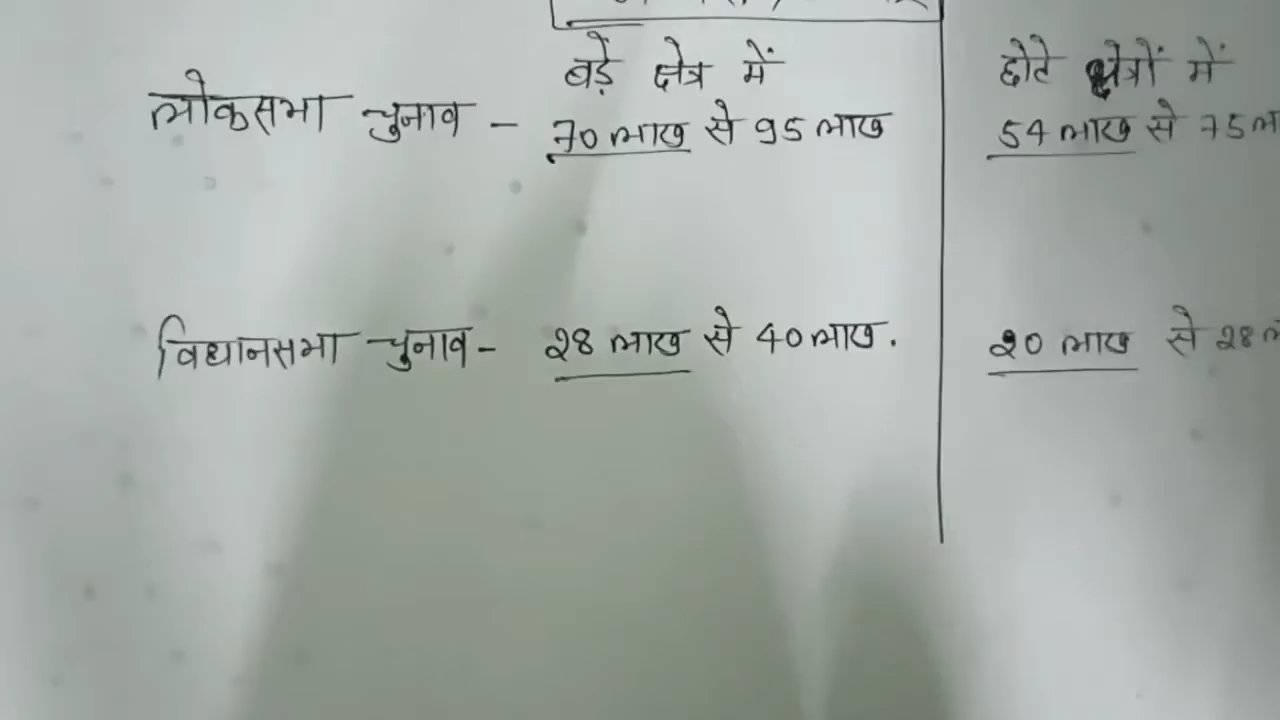 बड़े क्षेत्र में
छोटे क्षेत्रों में
लोकसभा चुनाव - 70 लाख से 95 लाख
54 लाख से 75 ल
विधानसभा चुनाव - 28 लाख से 40 लाख.
20 लाख से 28 ल